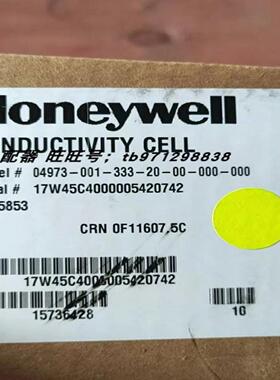 Honeywell
NDUCTIVITY CELL
配器 旺旺号: tb971298838
el # 04973-001-333-20-00-000-000
al # 17W45C4000005420742
5853
CRN 0F11607.5C
17W45C4000005420742
15736428
10